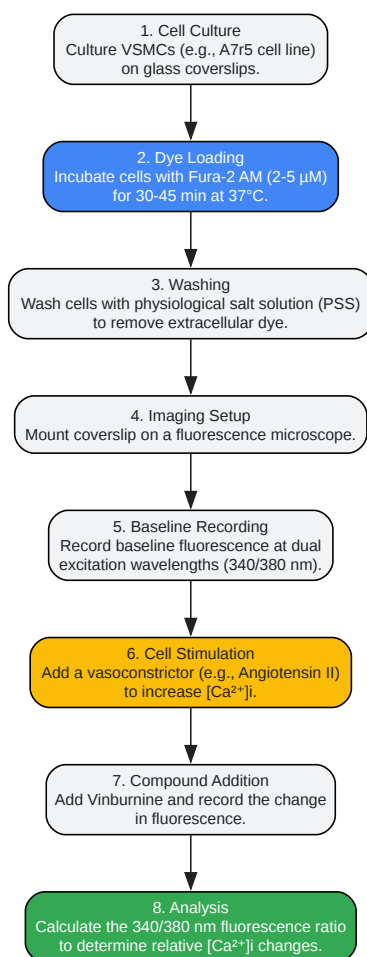 1. Cell Culture
Culture VSMCs (e.g., A7r5 cell line)
on glass coverslips.
2. Dye Loading
Incubate cells with Fura-2 AM (2-5 µM)
for 30-45 min at 37°C.
3. Washing
Wash cells with physiological salt solution (PSS)
to remove extracellular dye.
4. Imaging Setup
Mount coverslip on a fluorescence microscope.
5. Baseline Recording
Record baseline fluorescence at dual
excitation wavelengths (340/380 nm).
6. Cell Stimulation
Add a vasoconstrictor (e.g., Angiotensin II)
to increase [Ca²⁺]i.
7. Compound Addition
Add Vinburnine and record the change
in fluorescence.
8. Analysis
Calculate the 340/380 nm fluorescence ratio
to determine relative [Ca²⁺]i changes.